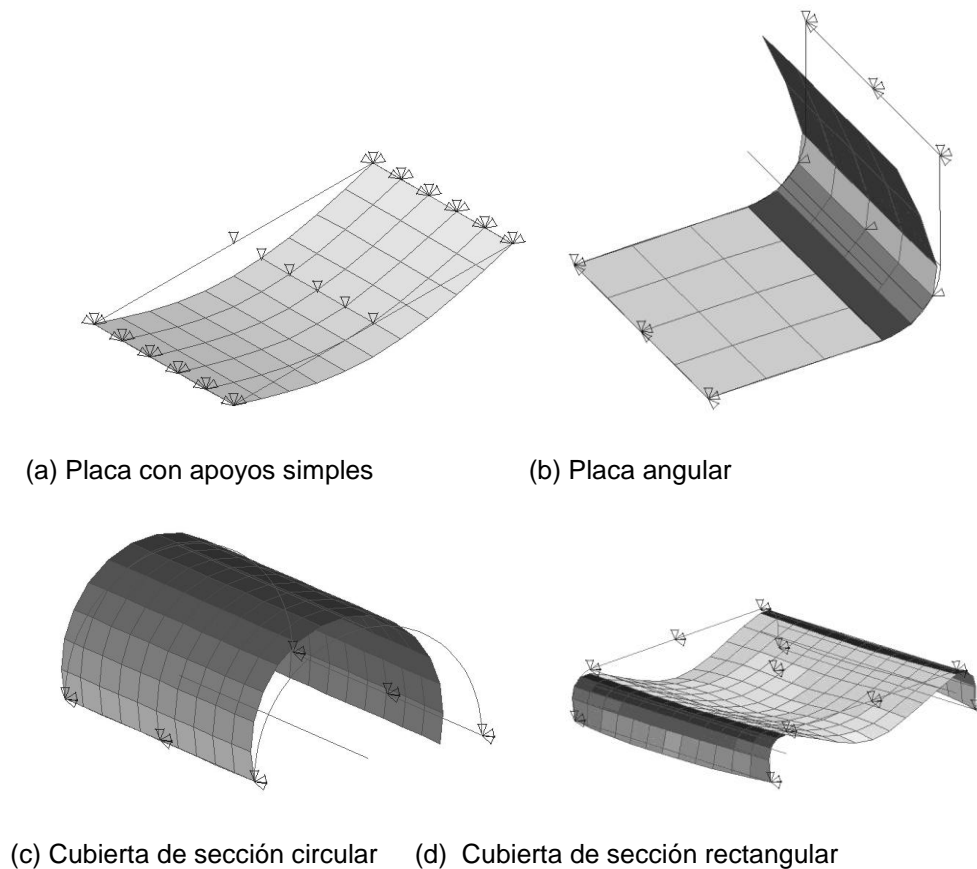 (a) Placa con apoyos simples
(b) Placa angular
(c) Cubierta de sección circular
(d) Cubierta de sección rectangular